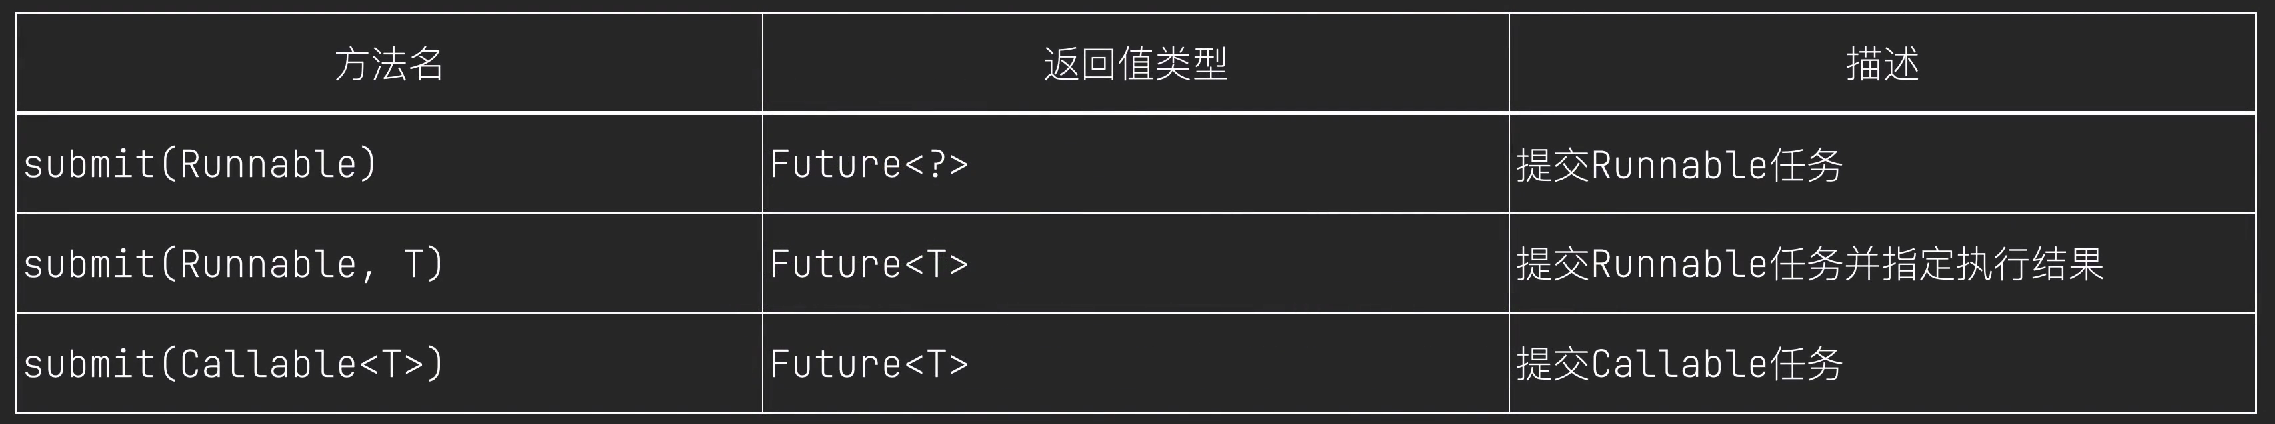 方法名 返回值类型 描述
submit(Runnable) Future<?> 提交Runnable任务
submit(Runnable, T) Future<T> 提交Runnable任务并指定执行结果
submit(Callable<T>) Future<T> 提交Callable任务